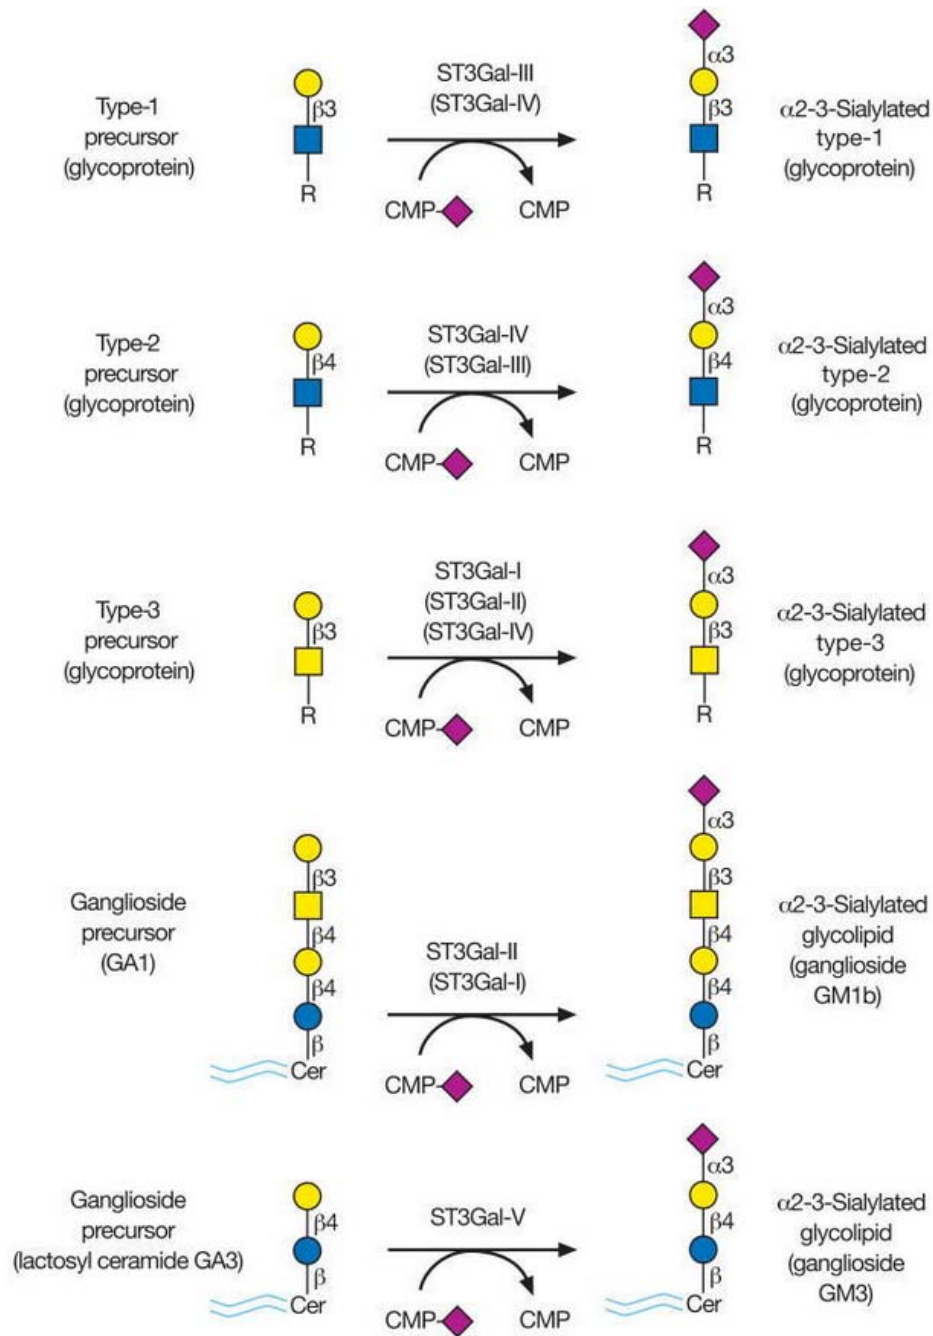 Type-1
precursor
(glycoprotein)
β3
R
ST3Gal-III
(ST3Gal-IV)
CMP-
CMP
α3
β3
R
α2-3-Sialylated
type-1
(glycoprotein)
Type-2
precursor
(glycoprotein)
β4
R
ST3Gal-IV
(ST3Gal-III)
CMP-
CMP
α3
β4
R
α2-3-Sialylated
type-2
(glycoprotein)
Type-3
precursor
(glycoprotein)
β3
R
ST3Gal-I
(ST3Gal-II)
(ST3Gal-IV)
CMP-
CMP
α3
β3
R
α2-3-Sialylated
type-3
(glycoprotein)
Ganglioside
precursor
(GA1)
β3
β4
β4
β
Cer
ST3Gal-II
(ST3Gal-I)
CMP-
CMP
α3
β3
β4
β4
β
Cer
α2-3-Sialylated
glycolipid
(ganglioside
GM1b)
Ganglioside
precursor
(lactosyl ceramide GA3)
β4
β
Cer
ST3Gal-V
CMP-
CMP
α3
β4
β
Cer
α2-3-Sialylated
glycolipid
(ganglioside
GM3)